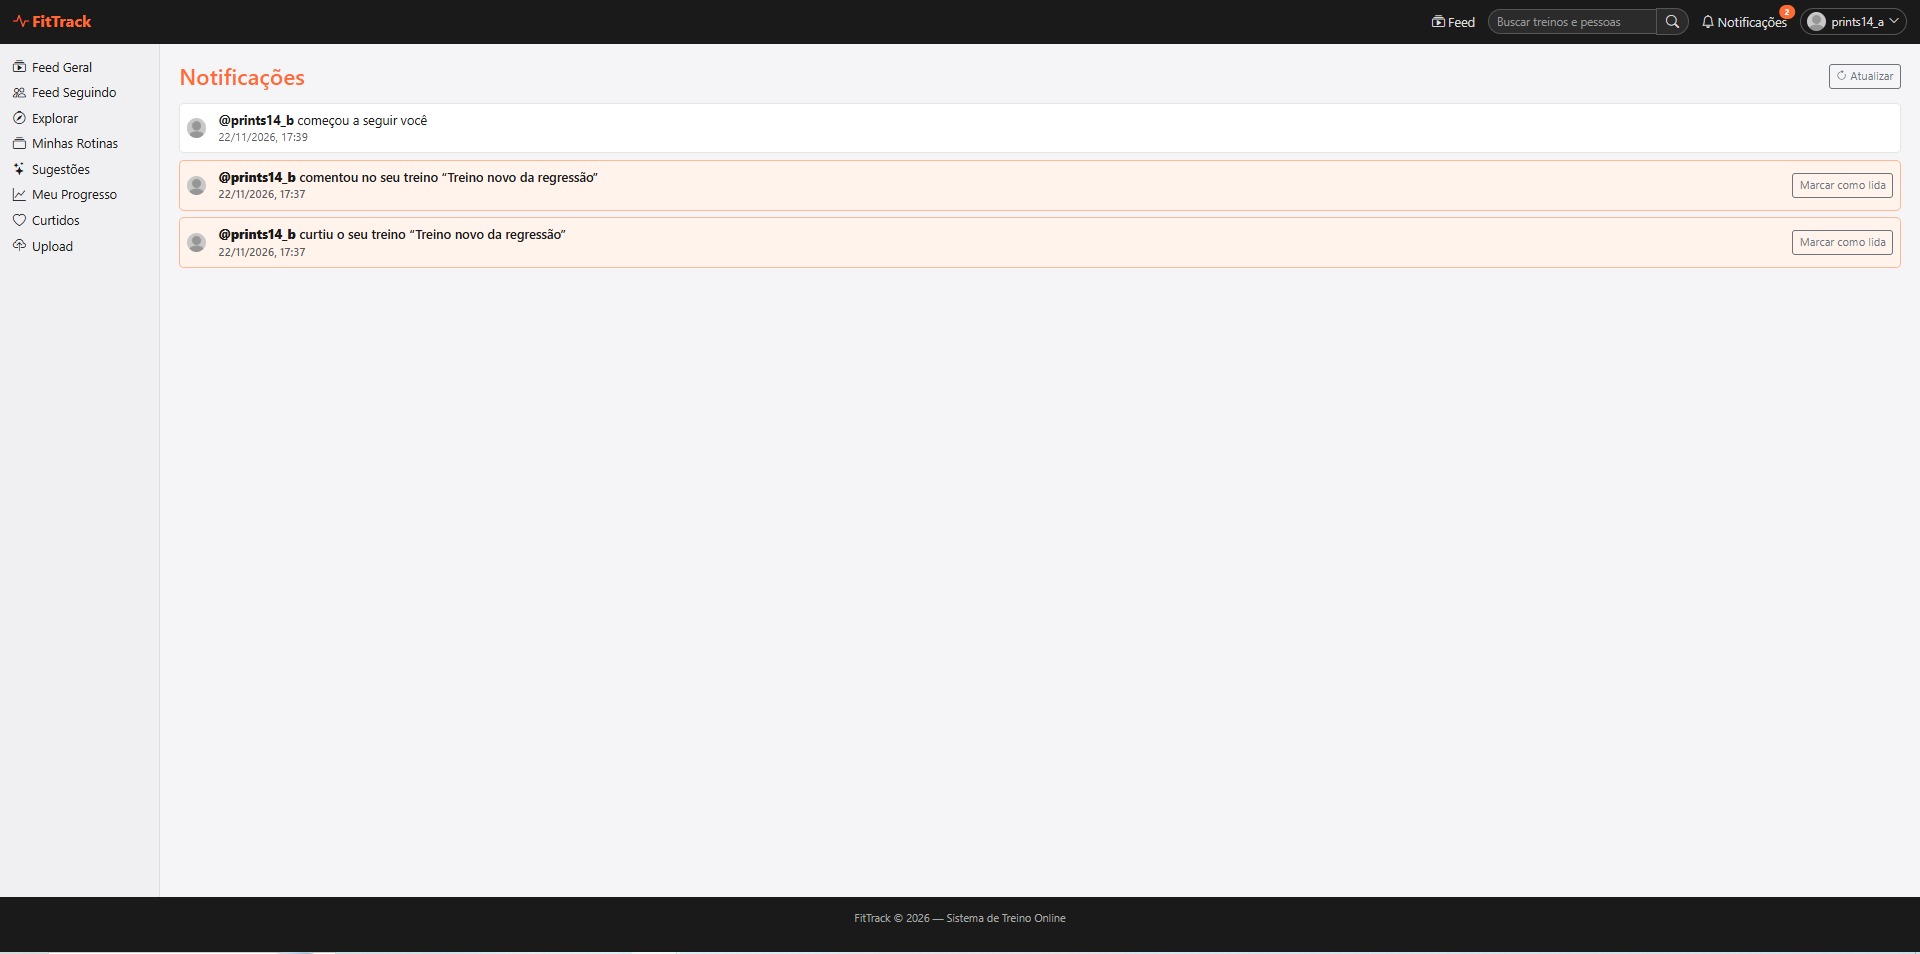 FitTrack
Feed
Buscar treinos e pessoas
Notificações
2
prints14_a
Feed Geral
Feed Seguindo
Explorar
Minhas Rotinas
Sugestões
Meu Progresso
Curtidos
Upload
Notificações
Atualizar
@prints14_b começou a seguir você
22/11/2026, 17:39
@prints14_b comentou no seu treino “Treino novo da regressão”
22/11/2026, 17:37
Marcar como lida
@prints14_b curtiu o seu treino “Treino novo da regressão”
22/11/2026, 17:37
Marcar como lida
FitTrack © 2026 — Sistema de Treino Online